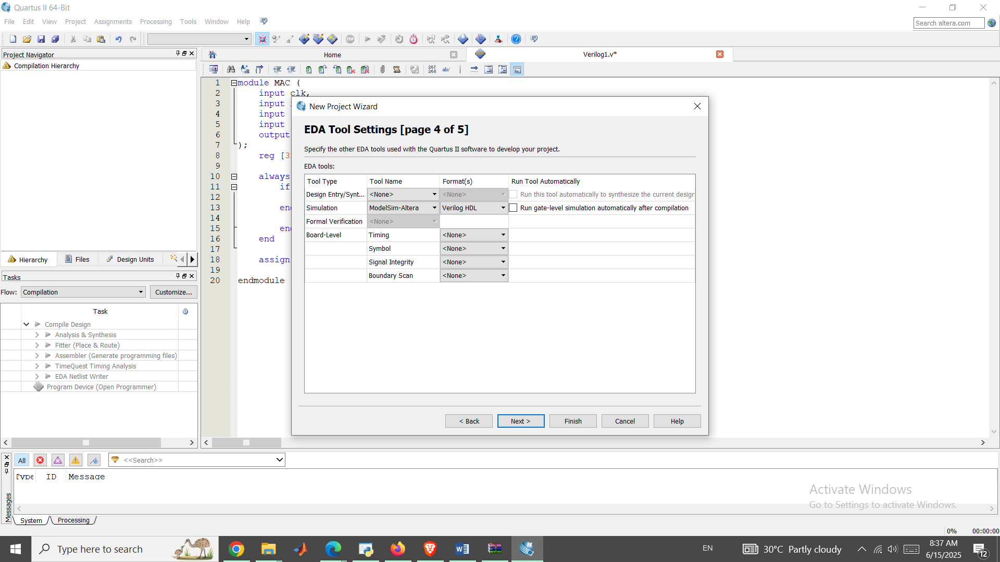 Quartus II 64-Bit
File Edit View Project Assignments Processing Tools Window Help
Search altera.com
Project Navigator
Compilation Hierarchy
Hierarchy Files Design Units
Tasks
Flow: Compilation Customize...
Task
Compile Design
Analysis & Synthesis
Fitter (Place & Route)
Assembler (Generate programming files)
TimeQuest Timing Analysis
EDA Netlist Writer
Program Device (Open Programmer)
Home Verilog1.v*
267
268 ab/
1 module MAC (
2 input clk,
3 input
4 input
5 input
6 output
7 );
8 reg [3
9
10 always
11 if
12
13 en
14
15 en
16 end
17
18 assign
19
20 endmodule
New Project Wizard
EDA Tool Settings [page 4 of 5]
Specify the other EDA tools used with the Quartus II software to develop your project.
EDA tools:
Tool Type Tool Name Format(s) Run Tool Automatically
Design Entry/Synt... <None> <None> Run this tool automatically to synthesize the current design
Simulation ModelSim-Altera Verilog HDL Run gate-level simulation automatically after compilation
Formal Verification <None>
Board-Level Timing <None>
Symbol <None>
Signal Integrity <None>
Boundary Scan <None>
< Back Next > Finish Cancel Help
All <<Search>>
Type ID Message
Messages
System Processing
Activate Windows
Go to Settings to activate Windows.
0% 00:00:00
Type here to search
EN
30°C Partly cloudy
8:37 AM
6/15/2025
12